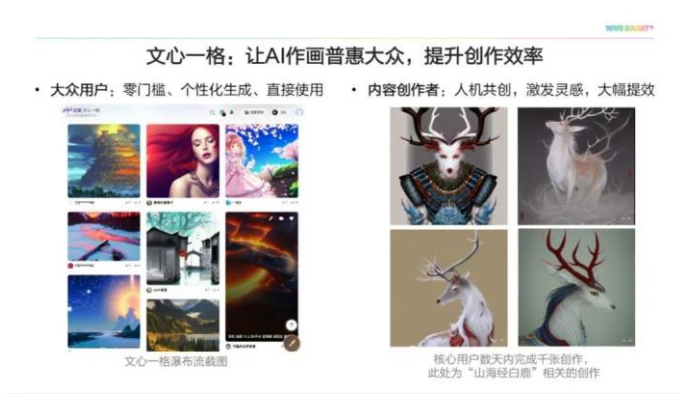 WAVE SUMMIT+
文心一格：让AI作画普惠大众，提升创作效率
• 大众用户：零门槛、个性化生成、直接使用
• 内容创作者：人机共创，激发灵感，大幅提效
文心一格瀑布流截图
核心用户数天内完成千张创作，
此处为“山海经白鹿”相关的创作